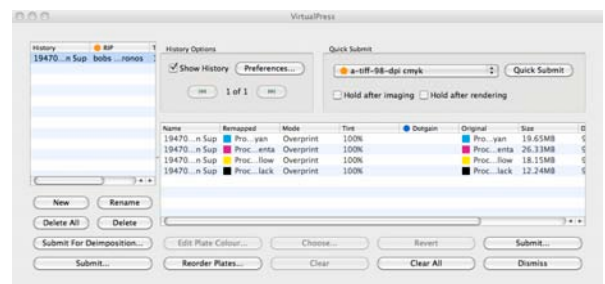 VirtualPress
History RIP T
19470...n Sup bobs ...ronos
History Options
Show History Preferences...
1 of 1
Quick Submit
a-tiff-98-dpi cmyk Quick Submit
Hold after imaging Hold after rendering
Name Remapped Mode Tint Dotgain Original Size D
19470...n Sup Pro...yan Overprint 100% Pro...yan 19.65MB 9
19470...n Sup Proc...enta Overprint 100% Proc...enta 26.33MB 9
19470...n Sup Proc...llow Overprint 100% Proc...llow 18.15MB 9
19470...n Sup Proc...lack Overprint 100% Proc...lack 12.24MB 9
New Rename
Delete All Delete
Submit For Deimposition... Edit Plate Colour... Choose... Revert Submit...
Submit... Reorder Plates... Clear Clear All Dismiss